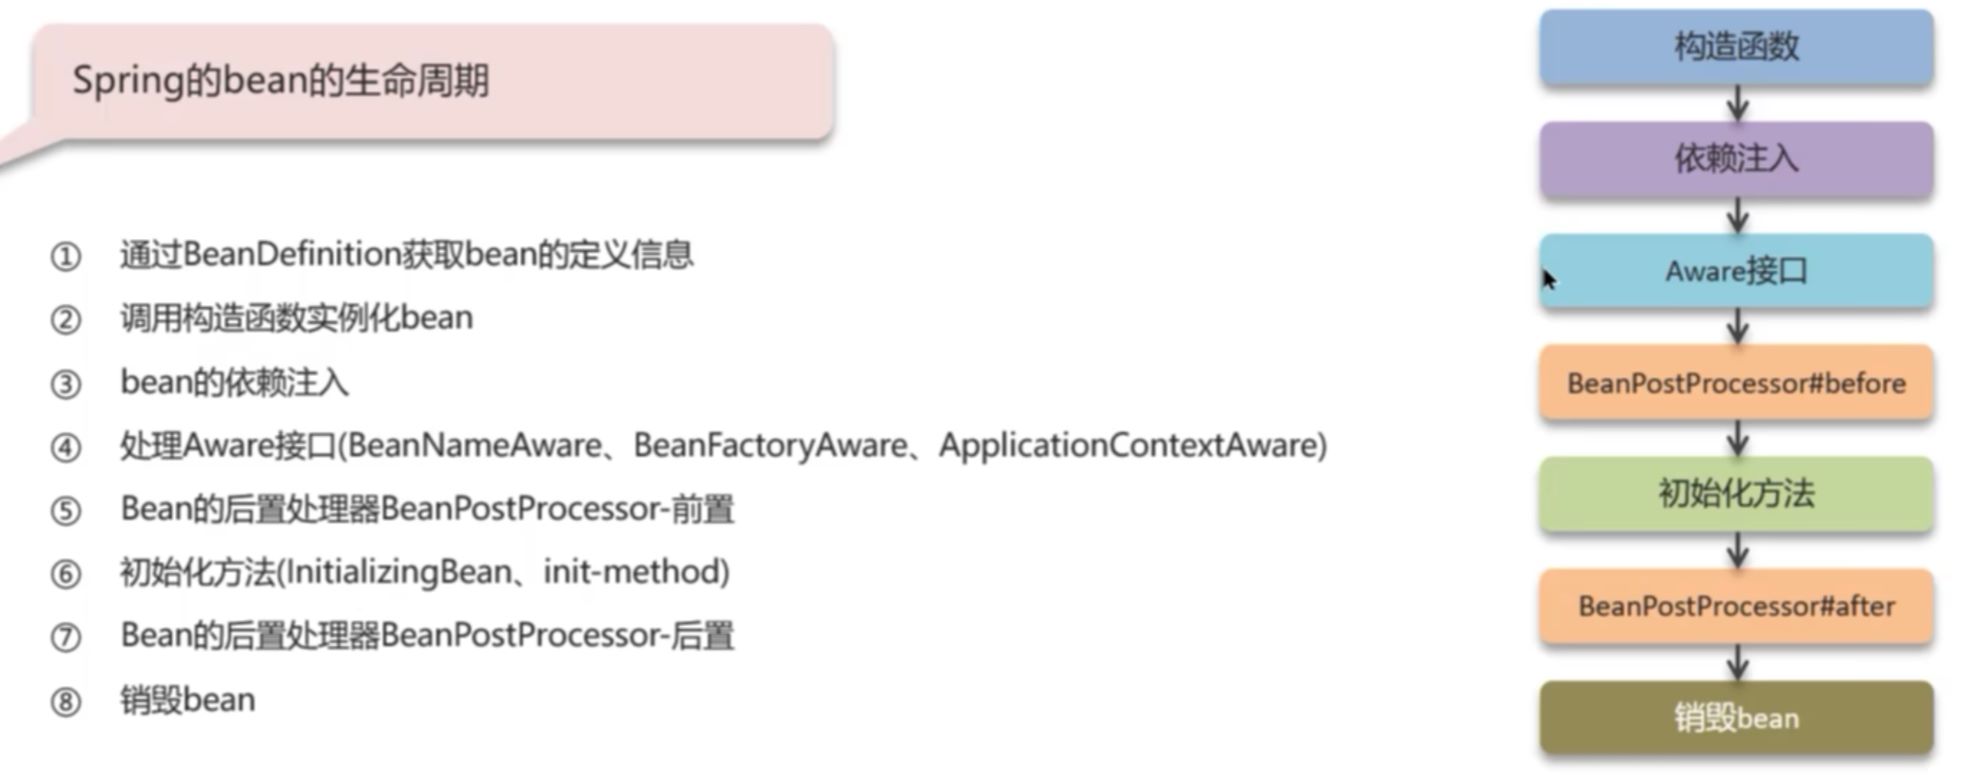 Spring的bean的生命周期
① 通过BeanDefinition获取bean的定义信息
② 调用构造函数实例化bean
③ bean的依赖注入
④ 处理Aware接口(BeanNameAware、BeanFactoryAware、ApplicationContextAware)
⑤ Bean的后置处理器BeanPostProcessor-前置
⑥ 初始化方法(InitializingBean、init-method)
⑦ Bean的后置处理器BeanPostProcessor-后置
⑧ 销毁bean
构造函数
依赖注入
Aware接口
BeanPostProcessor#before
初始化方法
BeanPostProcessor#after
销毁bean